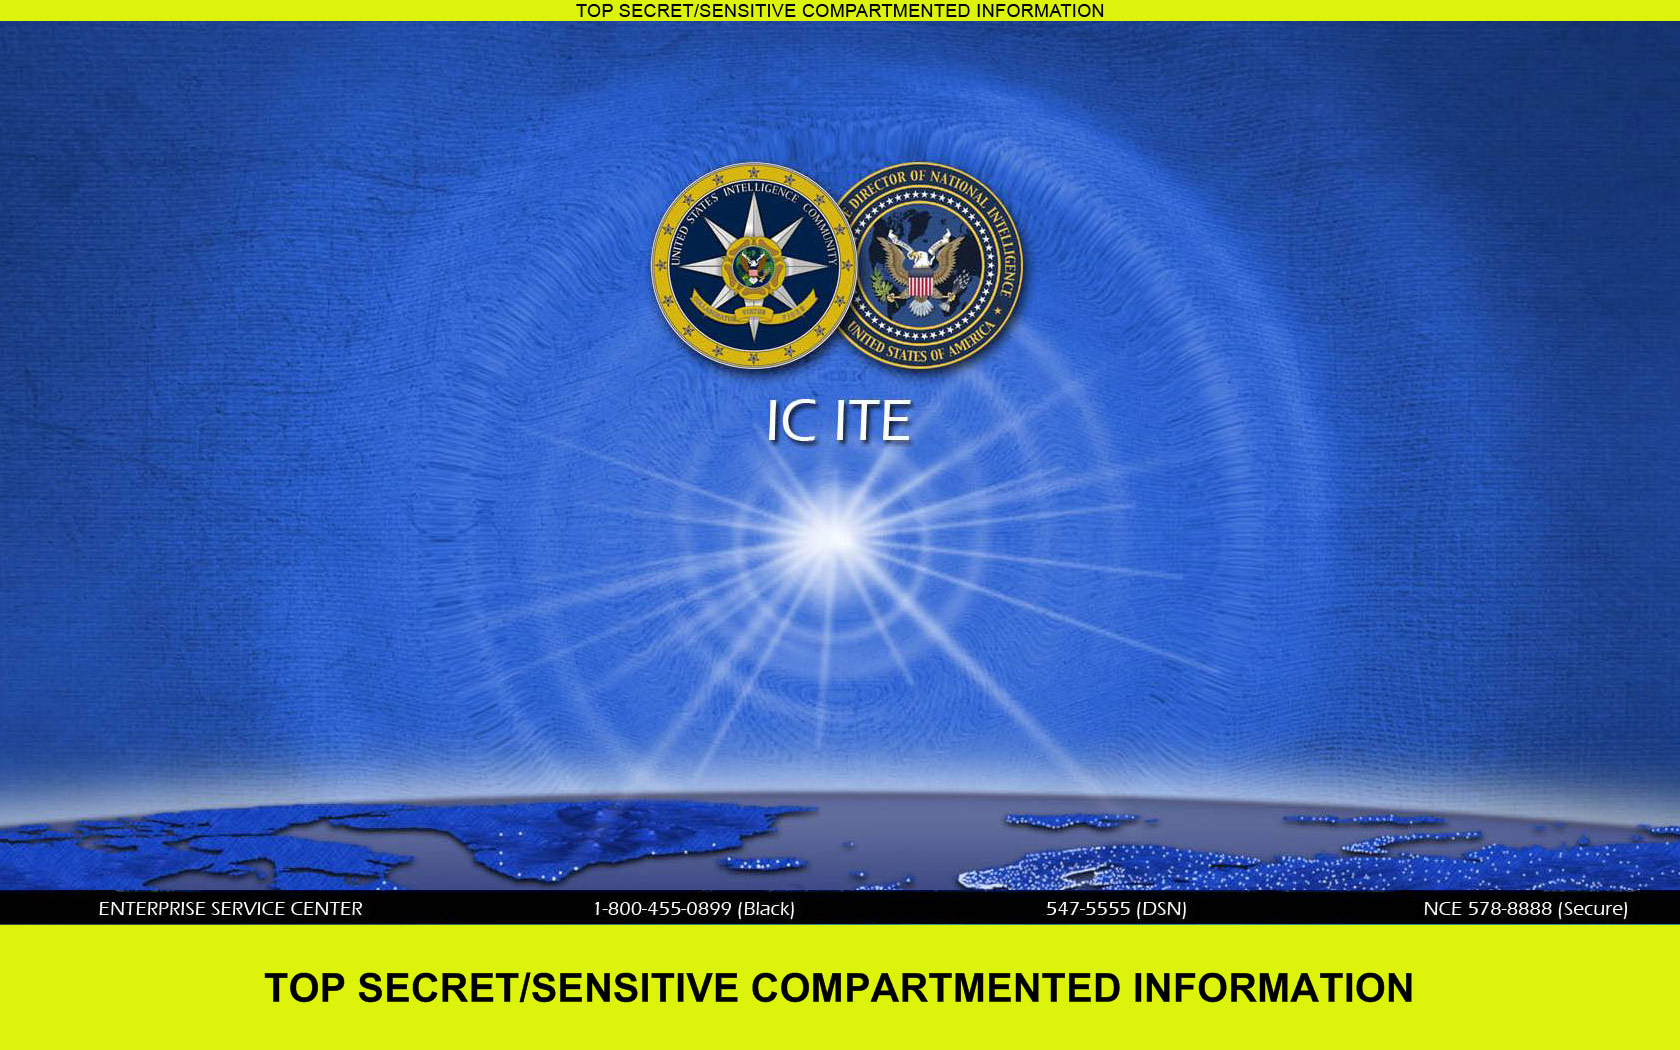 TOP SECRET/SENSITIVE COMPARTMENTED INFORMATION
UNITED STATES INTELLIGENCE COMMUNITY
VIRTUS
DIRECTOR OF NATIONAL INTELLIGENCE
UNITED STATES OF AMERICA
IC ITE
ENTERPRISE SERVICE CENTER 1-800-455-0899 (Black) 547-5555 (DSN) NCE 578-8888 (Secure)
TOP SECRET/SENSITIVE COMPARTMENTED INFORMATION